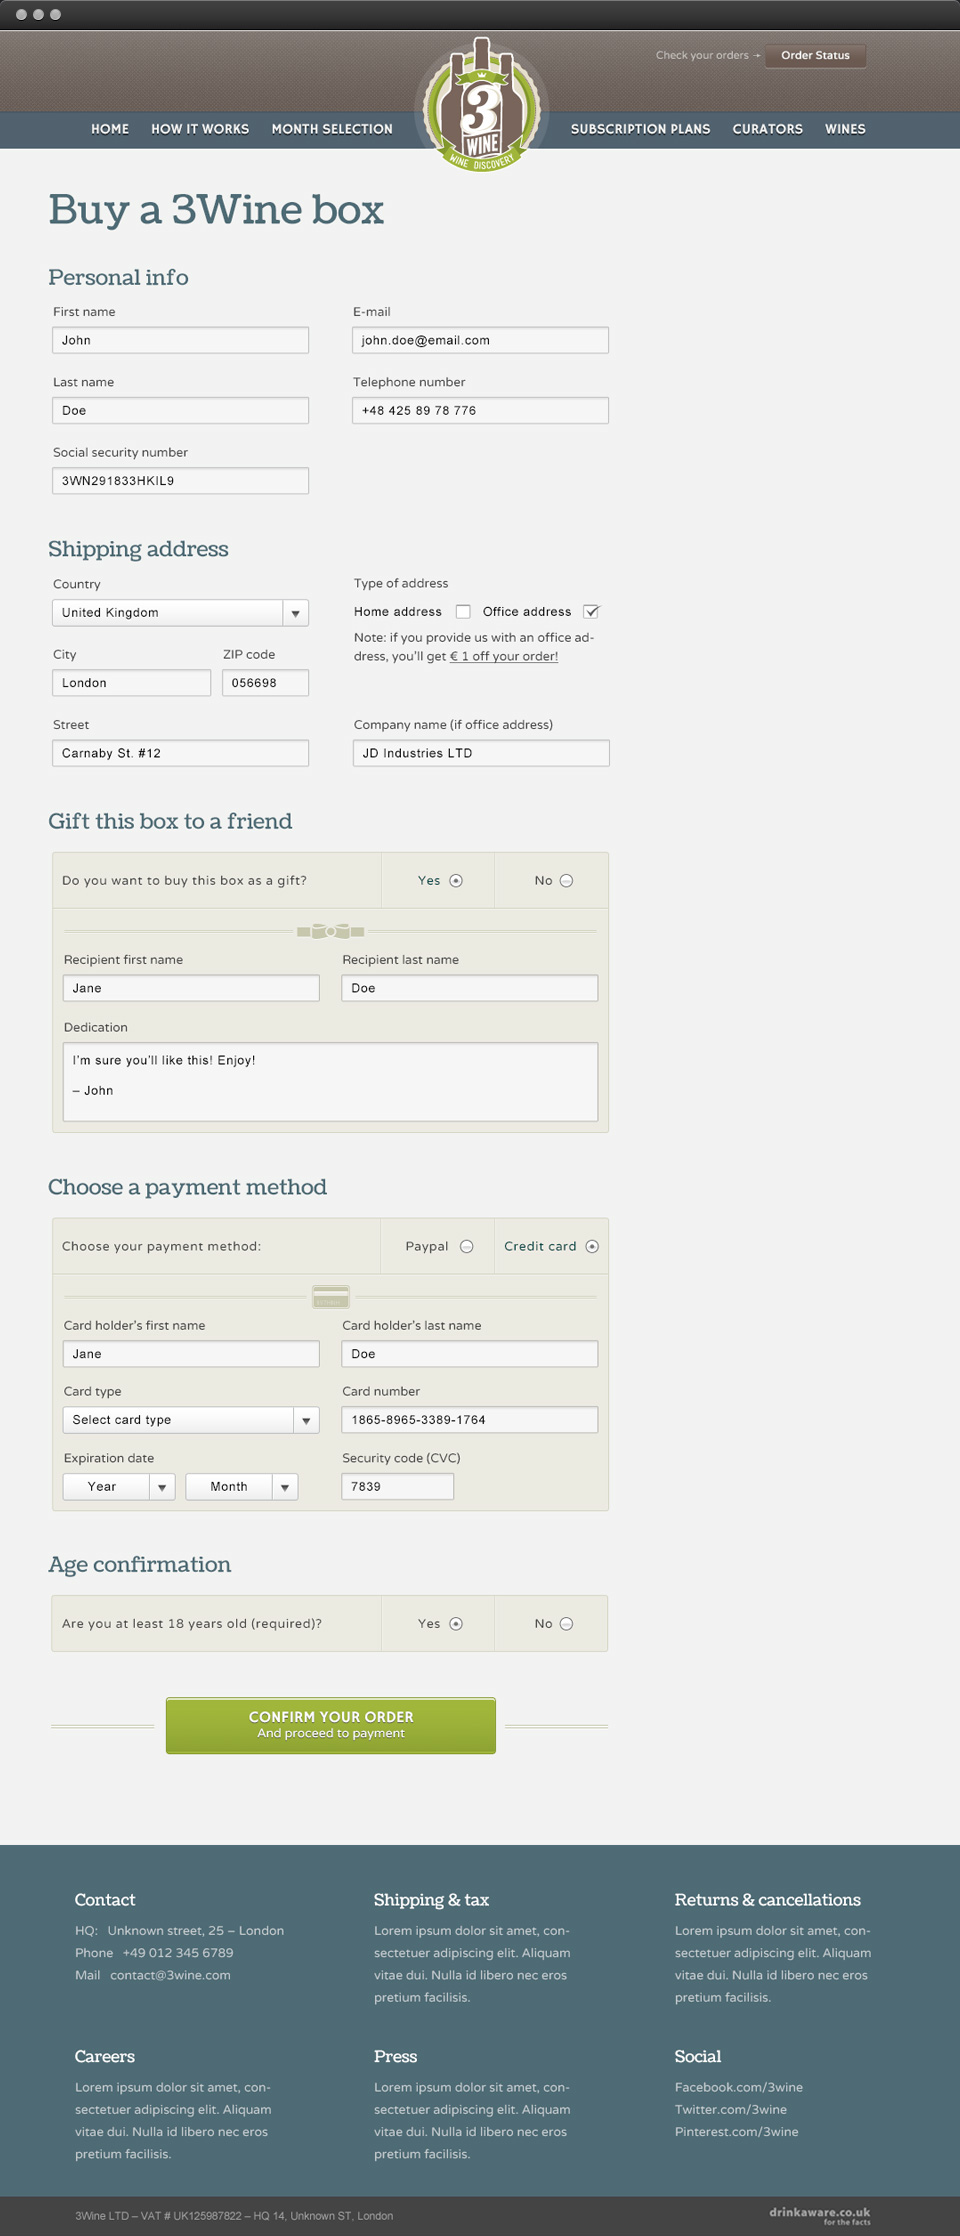 Check your orders → Order Status
HOME HOW IT WORKS MONTH SELECTION
3
WINE
WINE DISCOVERY
SUBSCRIPTION PLANS CURATORS WINES
Buy a 3Wine box
Personal info
First name E-mail
John john.doe@email.com
Last name Telephone number
Doe +48 425 89 78 776
Social security number
3WN291833HKIL9
Shipping address
Country Type of address
United Kingdom Home address Office address
Note: if you provide us with an office ad-
City ZIP code dress, you'll get € 1 off your order!
London 056698
Street Company name (if office address)
Carnaby St. #12 JD Industries LTD
Gift this box to a friend
Do you want to buy this box as a gift? Yes No
Recipient first name Recipient last name
Jane Doe
Dedication
I'm sure you'll like this! Enjoy!
– John
Choose a payment method
Choose your payment method: Paypal Credit card
Card holder's first name Card holder's last name
Jane Doe
Card type Card number
Select card type 1865-8965-3389-1764
Expiration date Security code (CVC)
Year Month 7839
Age confirmation
Are you at least 18 years old (required)? Yes No
CONFIRM YOUR ORDER
And proceed to payment
Contact Shipping & tax Returns & cancellations
HQ: Unknown street, 25 – London Lorem ipsum dolor sit amet, con- Lorem ipsum dolor sit amet, con-
Phone +49 012 345 6789 sectetuer adipiscing elit. Aliquam sectetuer adipiscing elit. Aliquam
Mail contact@3wine.com vitae dui. Nulla id libero nec eros vitae dui. Nulla id libero nec eros
pretium facilisis. pretium facilisis.
Careers Press Social
Lorem ipsum dolor sit amet, con- Lorem ipsum dolor sit amet, con- Facebook.com/3wine
sectetuer adipiscing elit. Aliquam sectetuer adipiscing elit. Aliquam Twitter.com/3wine
vitae dui. Nulla id libero nec eros vitae dui. Nulla id libero nec eros Pinterest.com/3wine
pretium facilisis. pretium facilisis.
3Wine LTD – VAT # UK125987822 – HQ 14, Unknown ST, London drinkaware.co.uk
for the facts